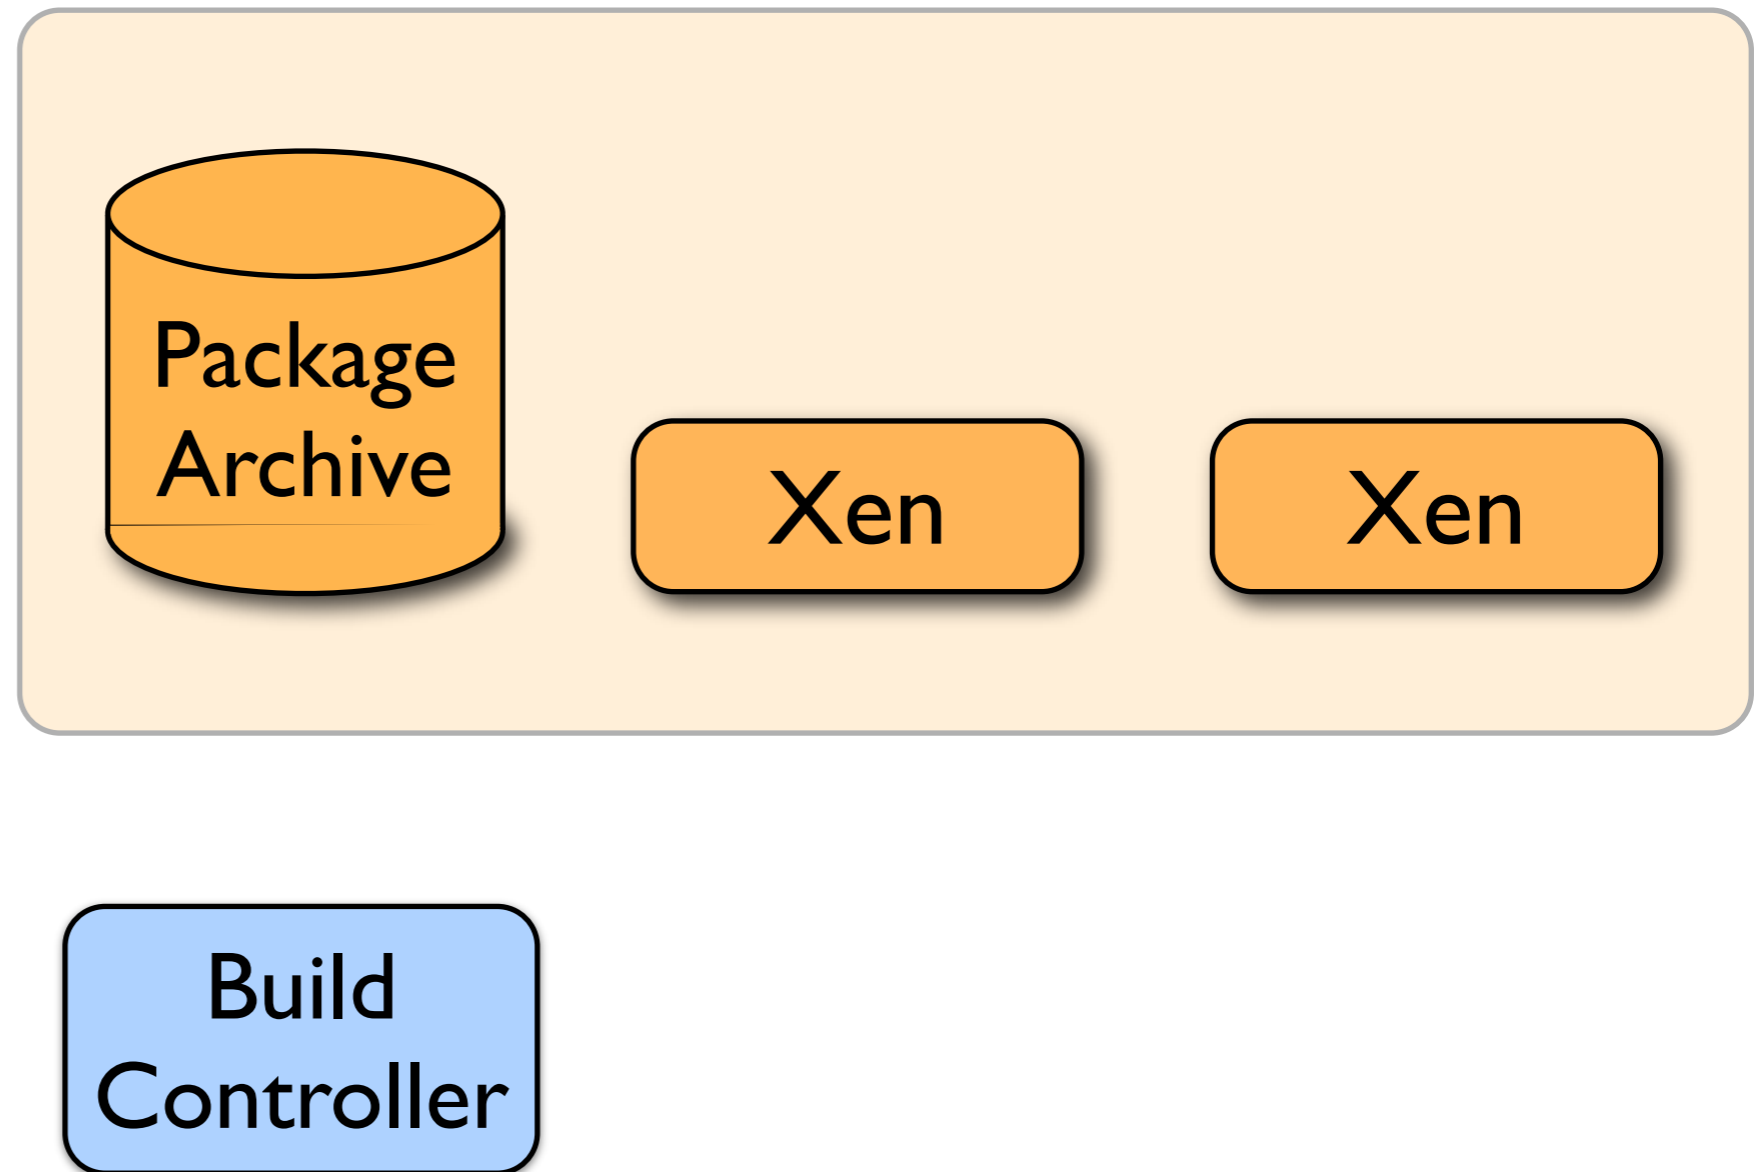 Package
Archive
Xen
Xen
Build
Controller